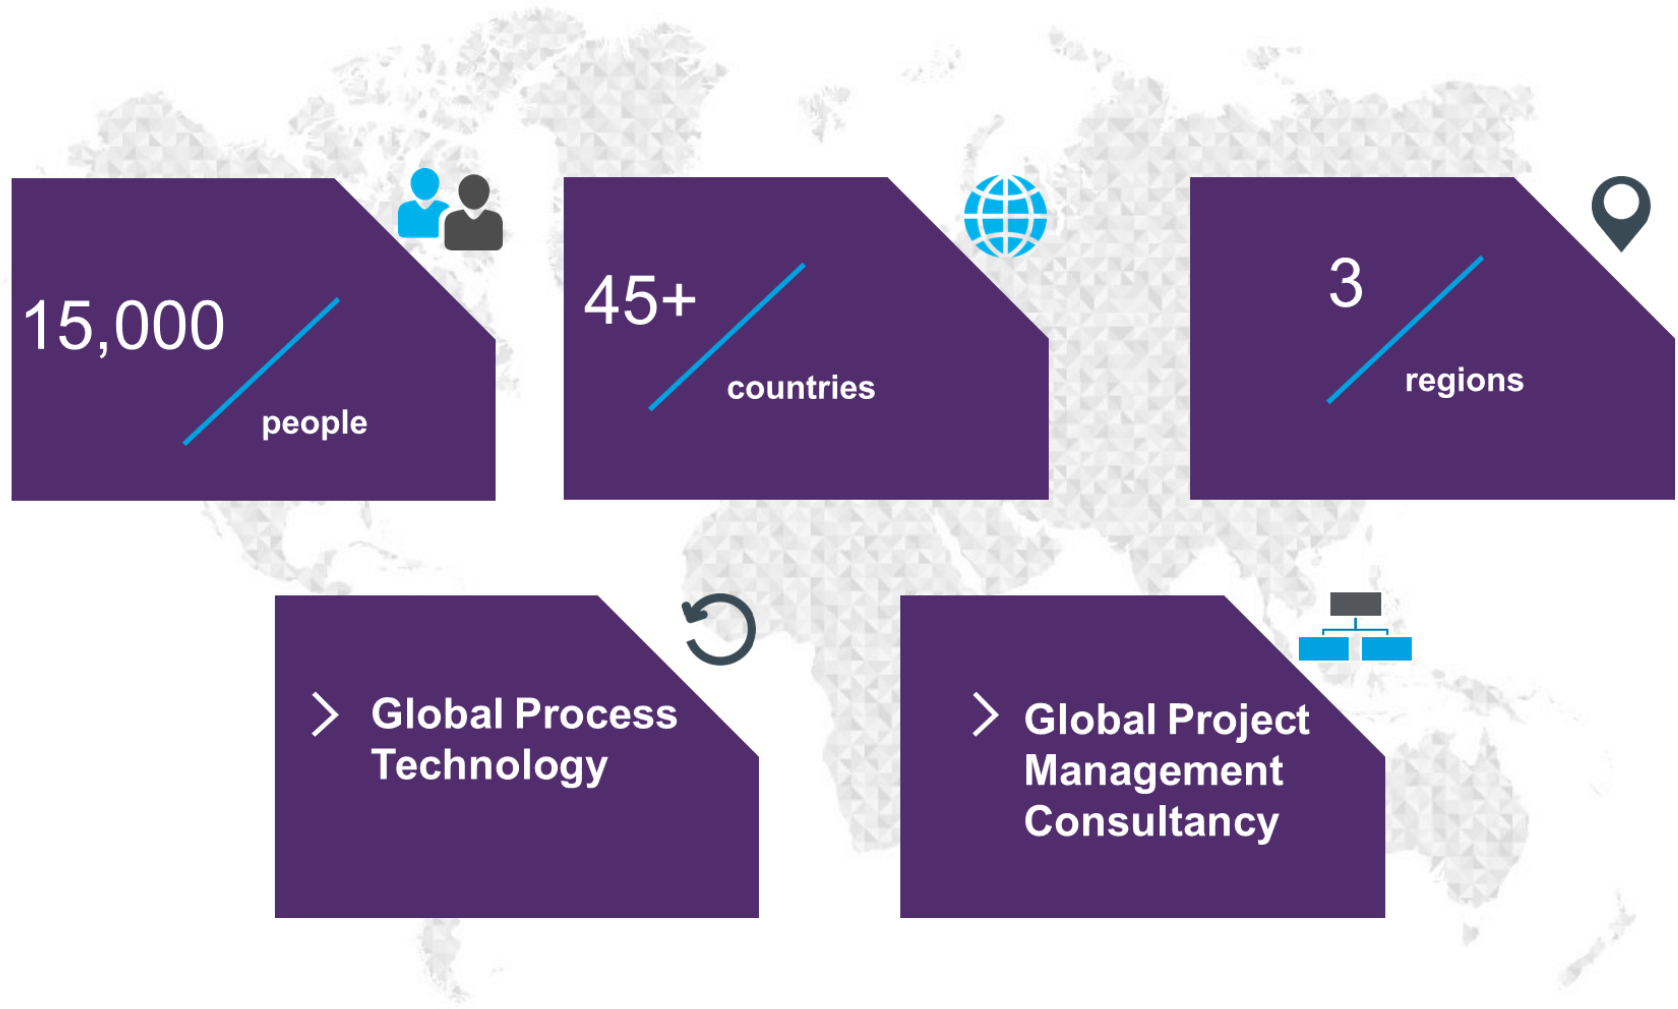 15,000
people
45+
countries
3
regions
Global Process
Technology
Global Project
Management
Consultancy